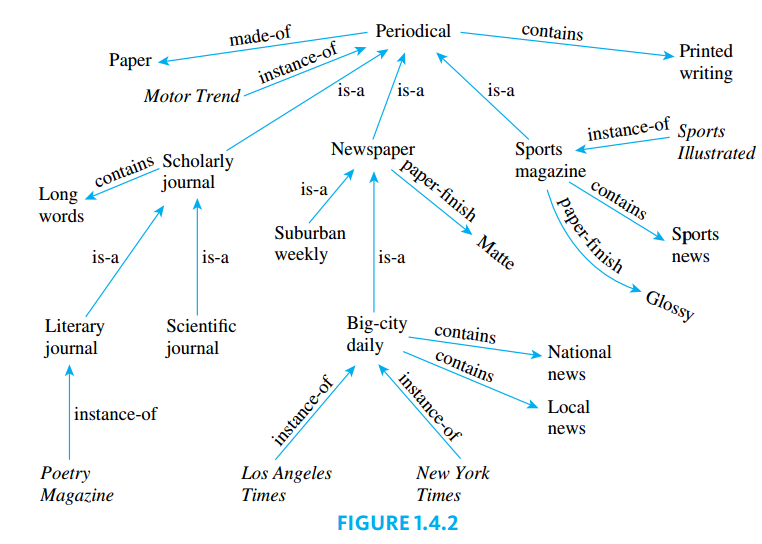 Periodical
made-of
contains
Paper
Printed
writing
instance-of
Motor Trend
is-a
is-a
is-a
instance-of
Sports
Illustrated
Scholarly
journal
contains
Long
words
Newspaper
paper-finish
Matte
Sports
magazine
contains
Sports
news
paper-finish
Glossy
is-a
Suburban
weekly
is-a
is-a
is-a
Literary
journal
Scientific
journal
Big-city
daily
contains
National
news
contains
Local
news
instance-of
instance-of
instance-of
Poetry
Magazine
Los Angeles
Times
New York
Times
FIGURE 1.4.2